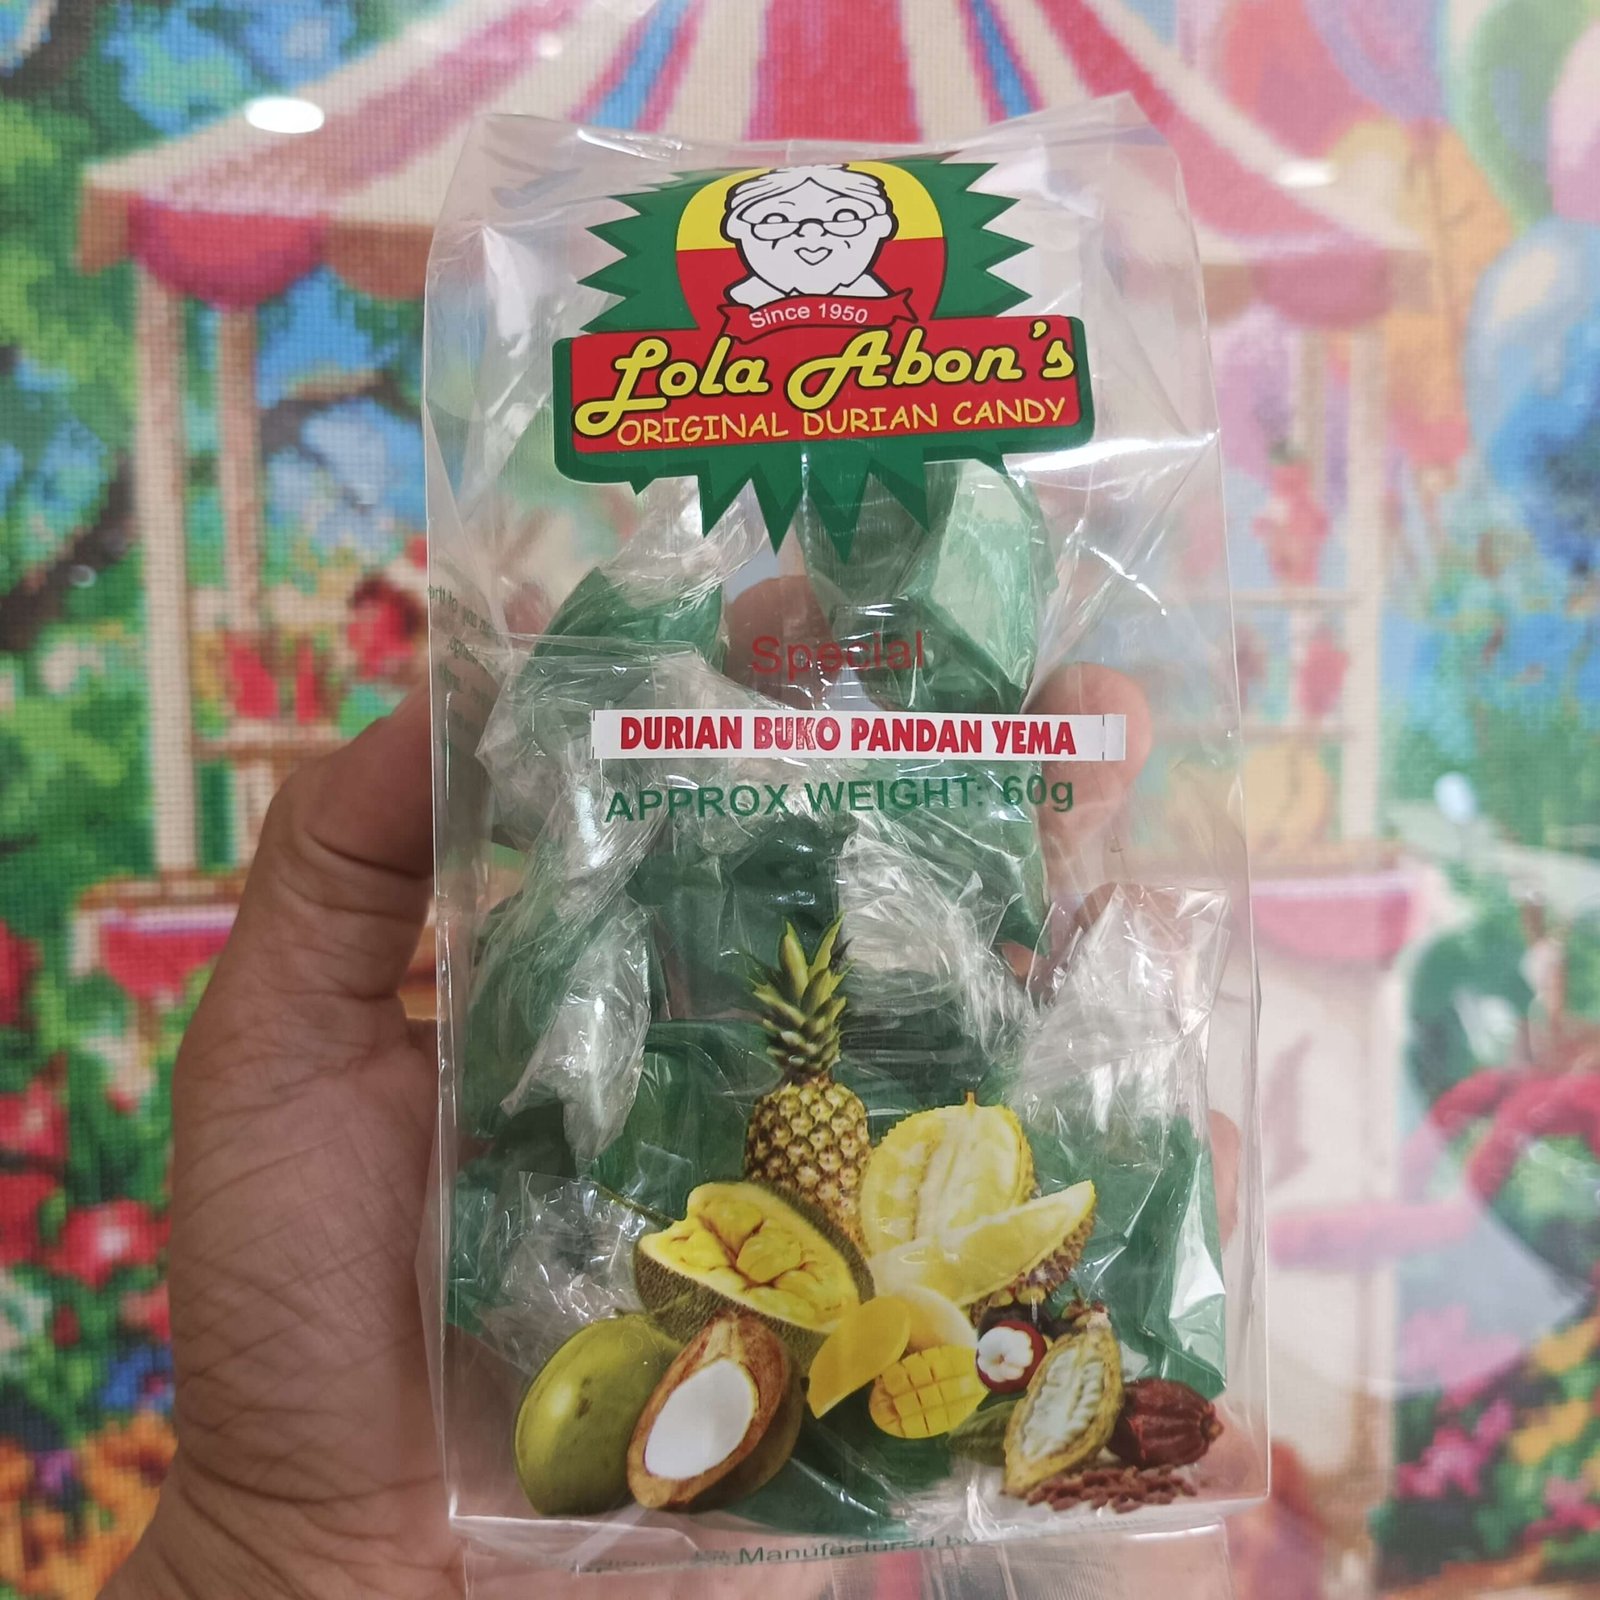 Since 1950
Lola Abon's
ORIGINAL DURIAN CANDY
Special
DURIAN BUKO PANDAN YEMA
APPROX WEIGHT: 60g
Manufactured by